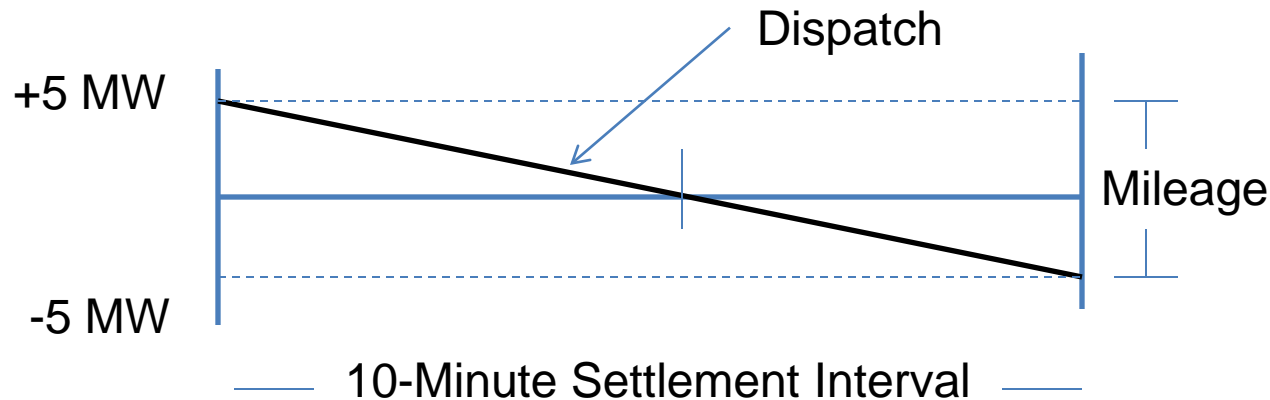 Dispatch
+5 MW
Mileage
-5 MW
10-Minute Settlement Interval